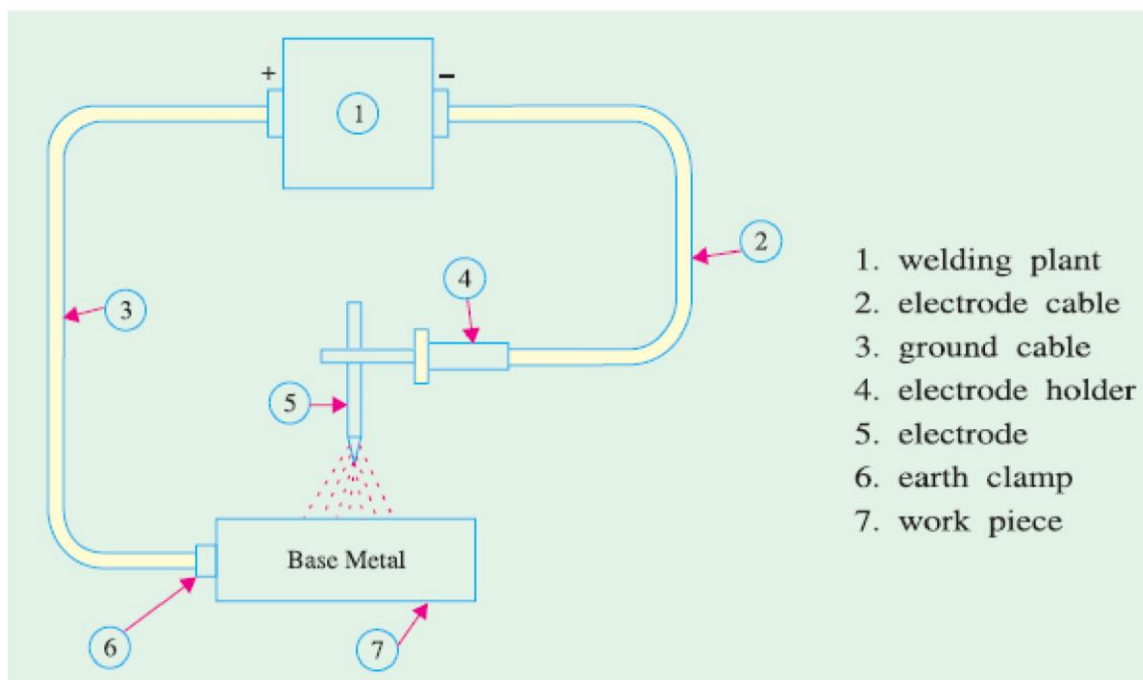 +
−
1
2
3
4
5
6
7
Base Metal
1. welding plant
2. electrode cable
3. ground cable
4. electrode holder
5. electrode
6. earth clamp
7. work piece